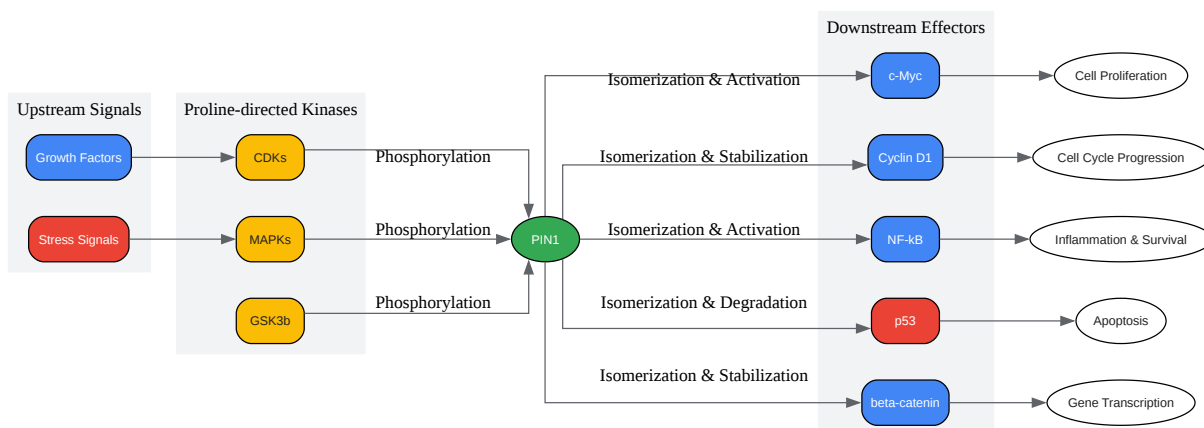 Upstream Signals
Growth Factors
Stress Signals
Proline-directed Kinases
CDKs
MAPKs
GSK3b
Phosphorylation
Phosphorylation
Phosphorylation
PIN1
Isomerization & Activation
Isomerization & Stabilization
Isomerization & Activation
Isomerization & Degradation
Isomerization & Stabilization
Downstream Effectors
c-Myc
Cyclin D1
NF-kB
p53
beta-catenin
Cell Proliferation
Cell Cycle Progression
Inflammation & Survival
Apoptosis
Gene Transcription